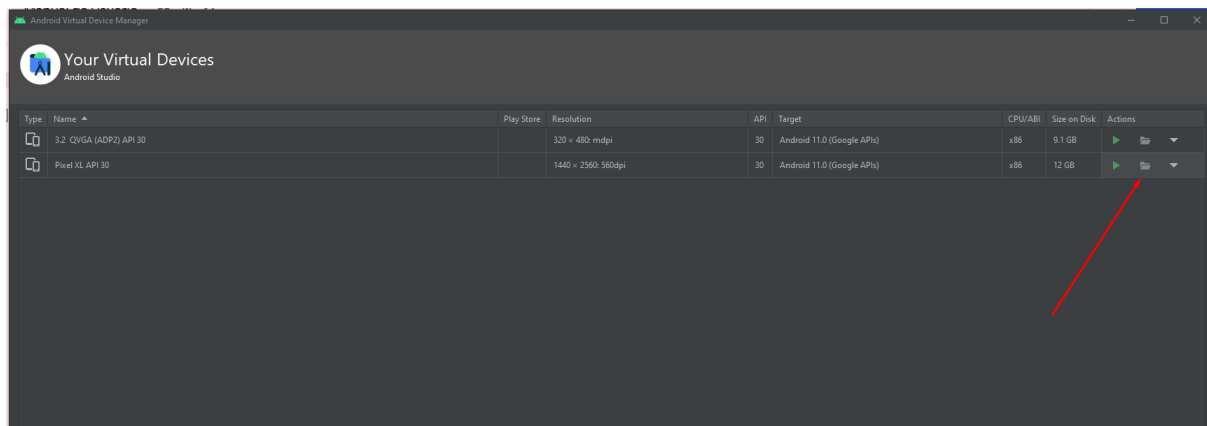 Android Virtual Device Manager
Your Virtual Devices
Android Studio
Type Name Play Store Resolution API Target CPU/ABI Size on Disk Actions
3.2 QVGA (ADP2) API 30 320 × 480: mdpi 30 Android 11.0 (Google APIs) x86 9.1 GB
Pixel XL API 30 1440 × 2560: 560dpi 30 Android 11.0 (Google APIs) x86 12 GB